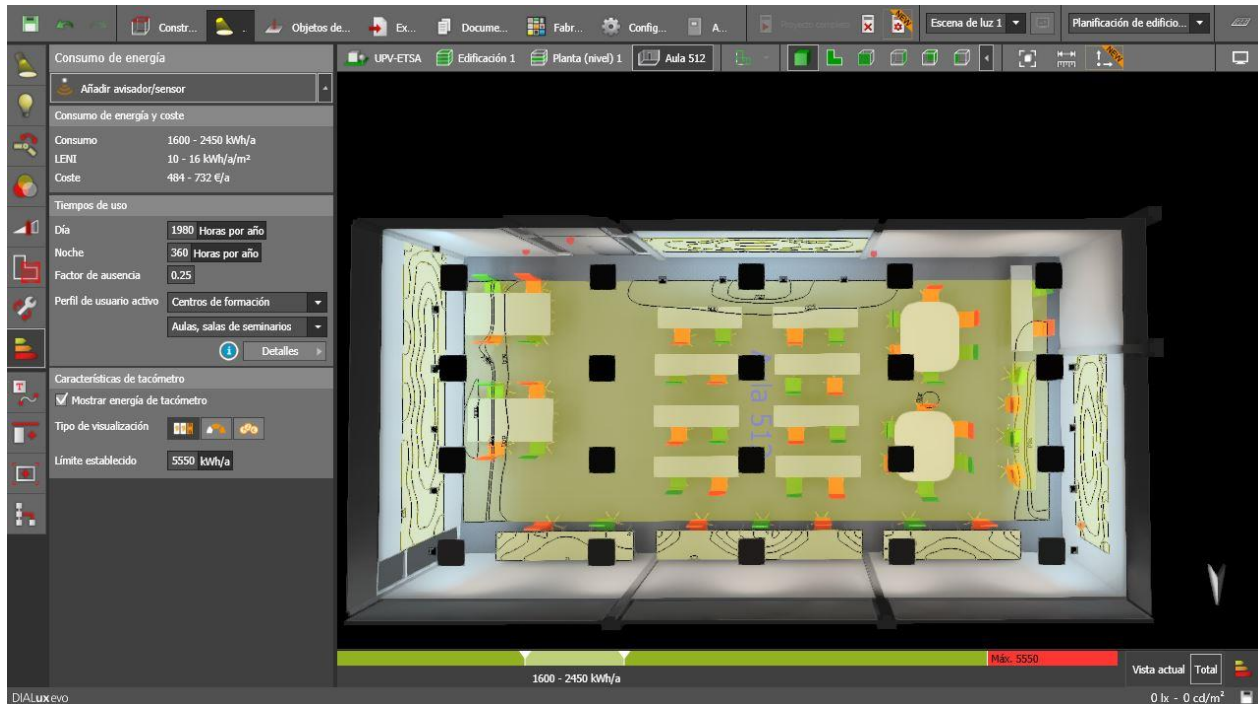 Constr...
Objetos de...
Ex...
Docume...
Fabr...
Config...
A...
Proyecto completo
NEW
Escena de luz 1
Planificación de edificio...
Consumo de energía
UPV-ETSA
Edificación 1
Planta (nivel) 1
Aula 512
NEW
Añadir avisador/sensor
Consumo de energía y coste
Consumo 1600 - 2450 kWh/a
LENI 10 - 16 kWh/a/m²
Coste 484 - 732 €/a
Tiempos de uso
Día 1980 Horas por año
Noche 360 Horas por año
Factor de ausencia 0.25
Perfil de usuario activo Centros de formación
Aulas, salas de seminarios
Detalles
Características de tacómetro
Mostrar energía de tacómetro
Tipo de visualización
Límite establecido 5550 kWh/a
Máx. 5550
1600 - 2450 kWh/a
Vista actual Total
DIALux evo
0 lx - 0 cd/m²